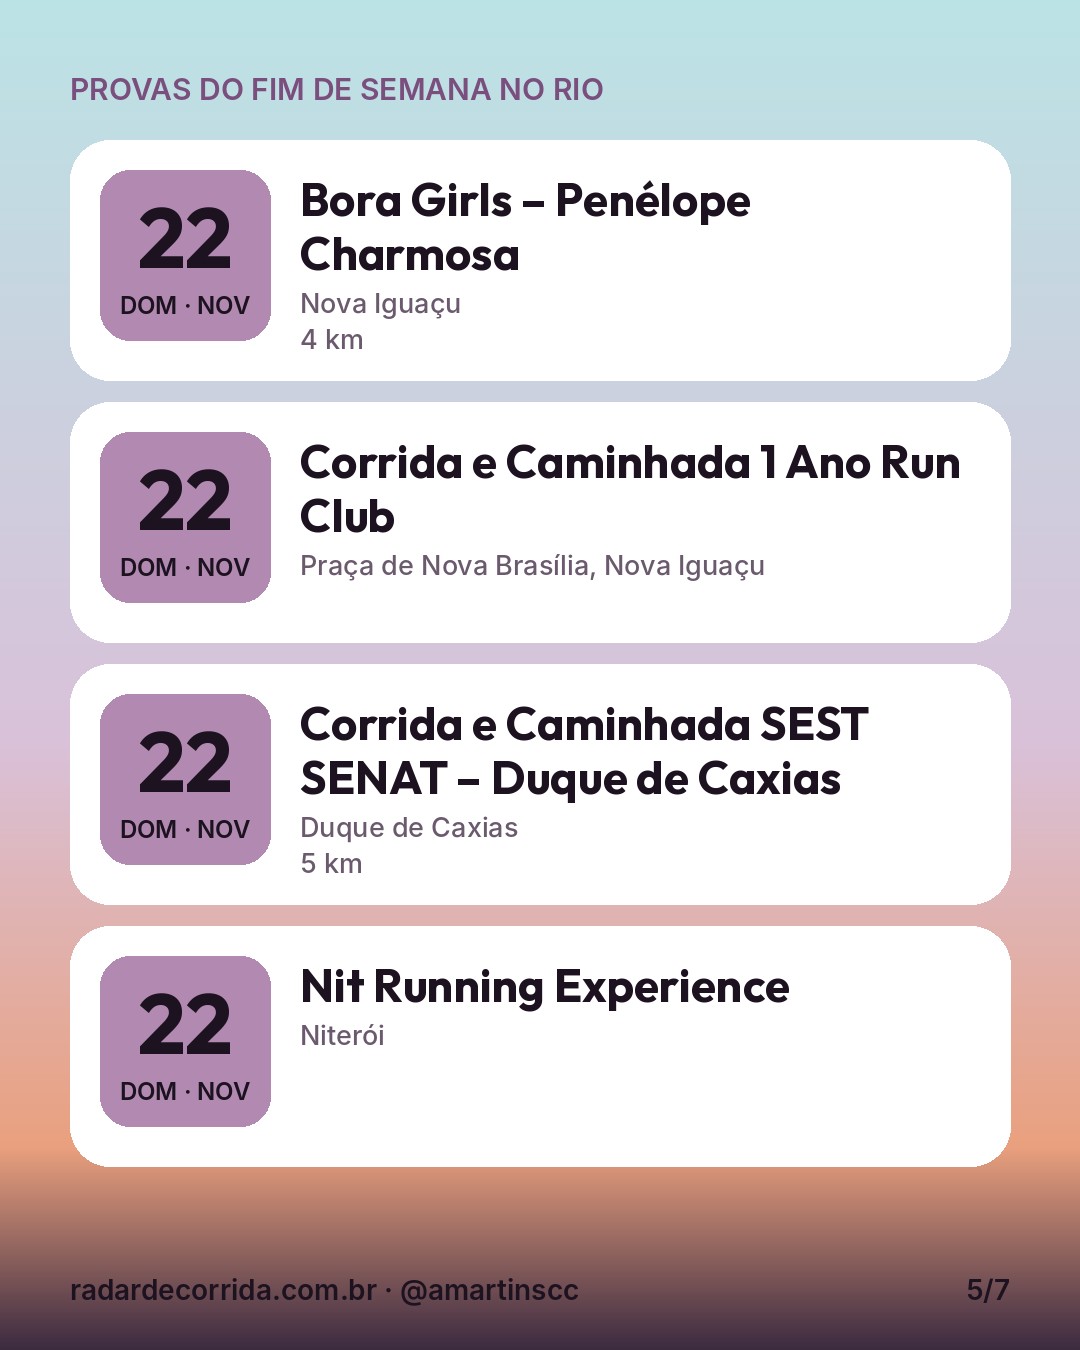 PROVAS DO FIM DE SEMANA NO RIO
22
DOM · NOV
Bora Girls – Penélope
Charmosa
Nova Iguaçu
4 km
22
DOM · NOV
Corrida e Caminhada 1 Ano Run
Club
Praça de Nova Brasília, Nova Iguaçu
22
DOM · NOV
Corrida e Caminhada SEST
SENAT – Duque de Caxias
Duque de Caxias
5 km
22
DOM · NOV
Nit Running Experience
Niterói
radardecorrida.com.br · @amartinscc
5/7